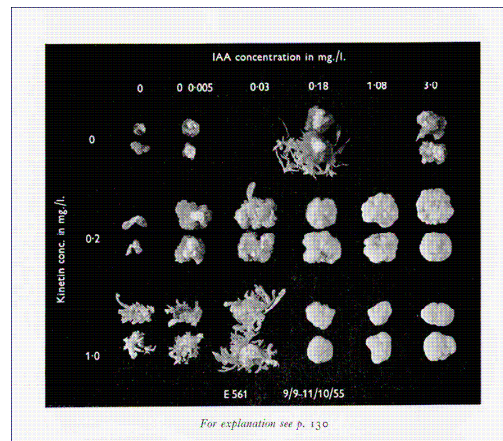 IAA concentration in mg./l.
0 0 0·005 0·03 0·18 1·08 3·0
0
Kinetin conc. in mg./l.
0·2
1·0
E 561 9/9-11/10/55
For explanation see p. 130